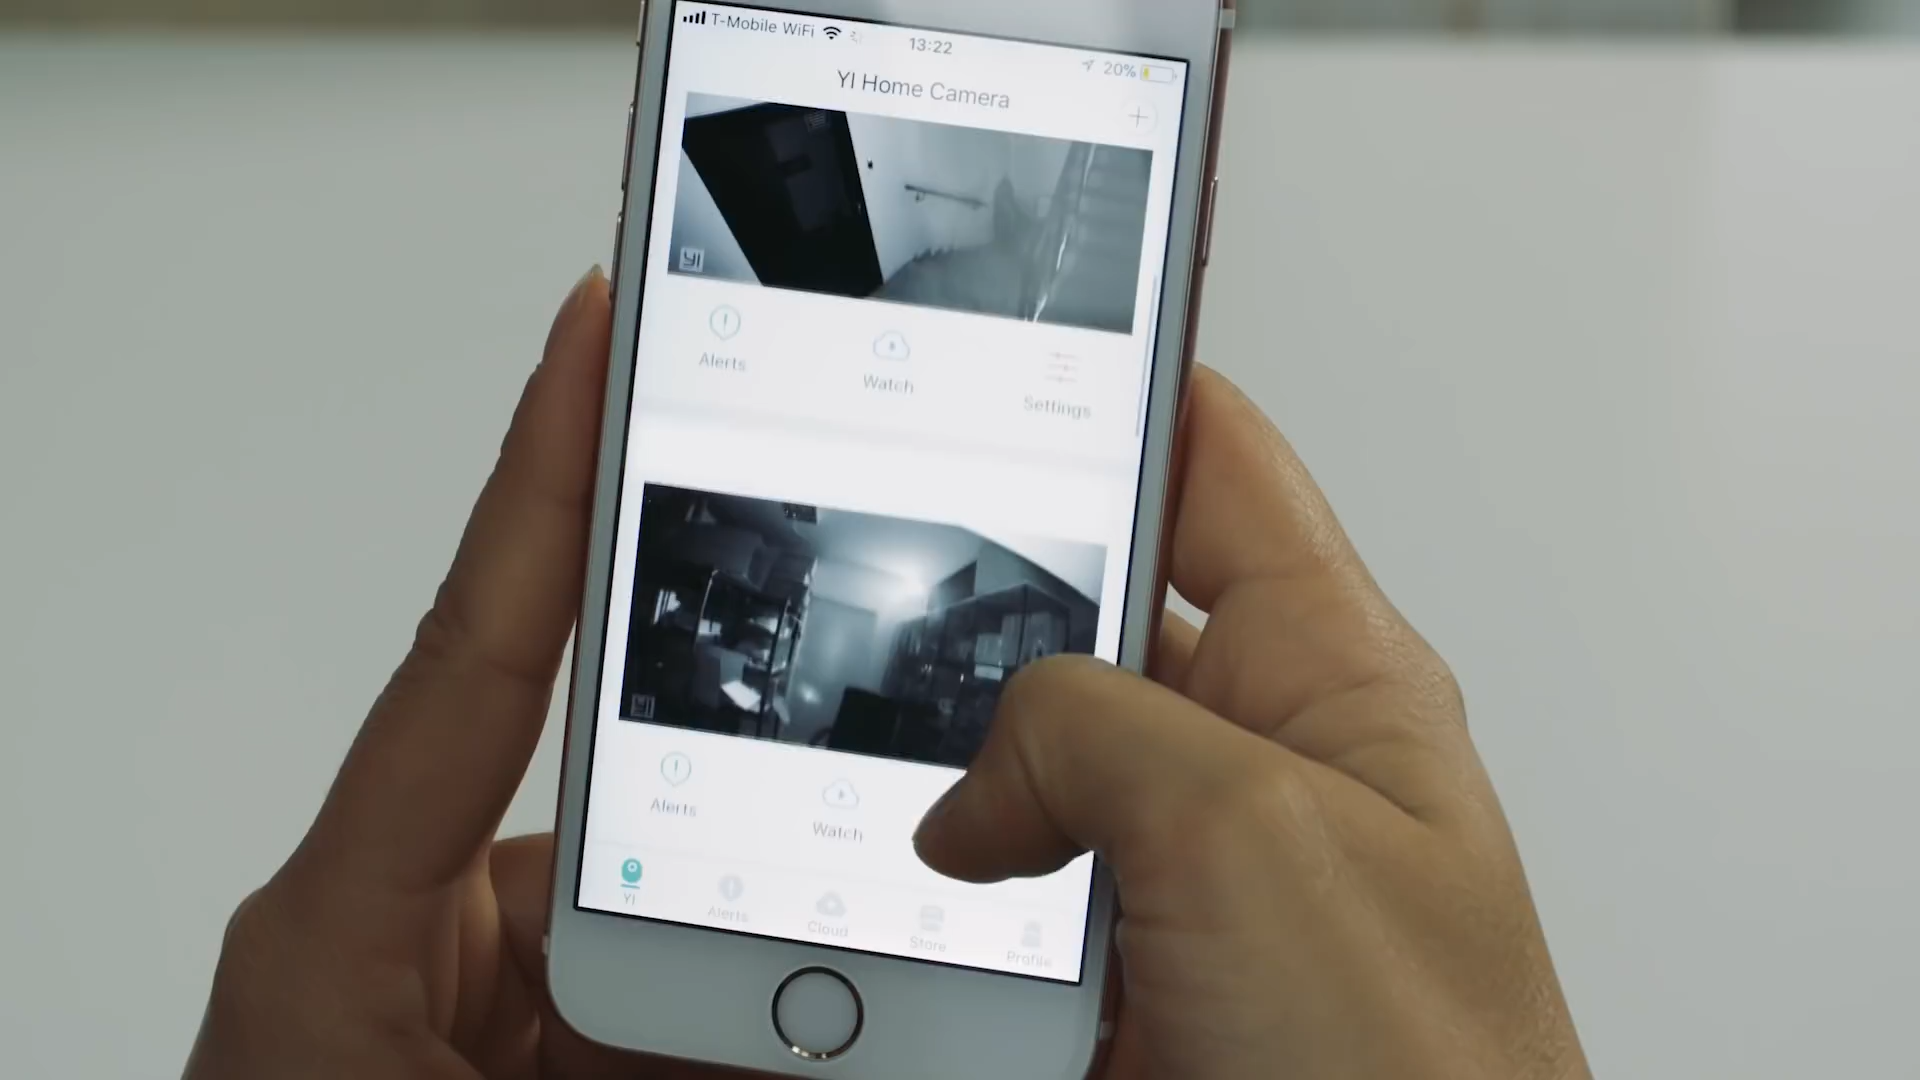 T-Mobile WiFi
13:22
20%
YI Home Camera
YI
Alerts
Watch
Settings
YI
Alerts
Watch
YI
Alerts
Cloud
Store
Profile